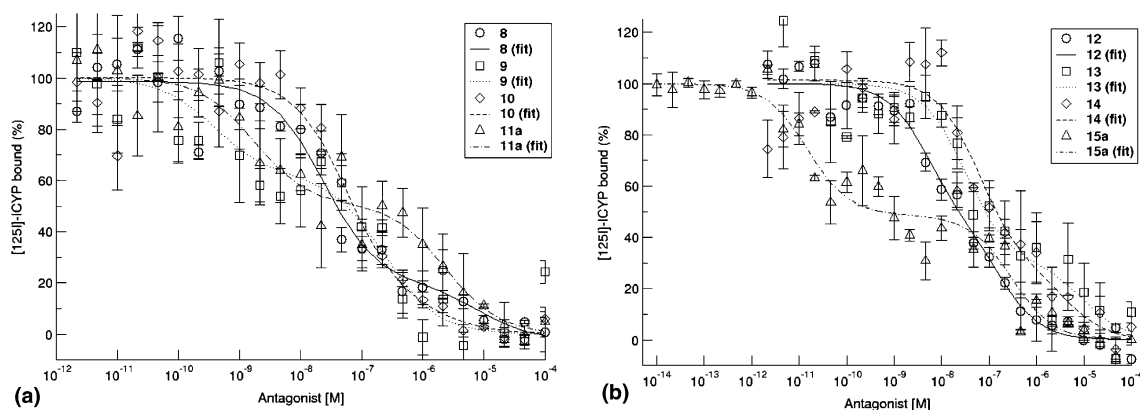 120
100
80
60
40
20
0
[125I]-ICYP bound (%)
10-12
10-11
10-10
10-9
10-8
10-7
10-6
10-5
10-4
Antagonist [M]
(a)
8
8 (fit)
9
9 (fit)
10
10 (fit)
11a
11a (fit)
120
100
80
60
40
20
0
[125I]-ICYP bound (%)
10-14
10-13
10-12
10-11
10-10
10-9
10-8
10-7
10-6
10-5
10-4
Antagonist [M]
(b)
12
12 (fit)
13
13 (fit)
14
14 (fit)
15a
15a (fit)